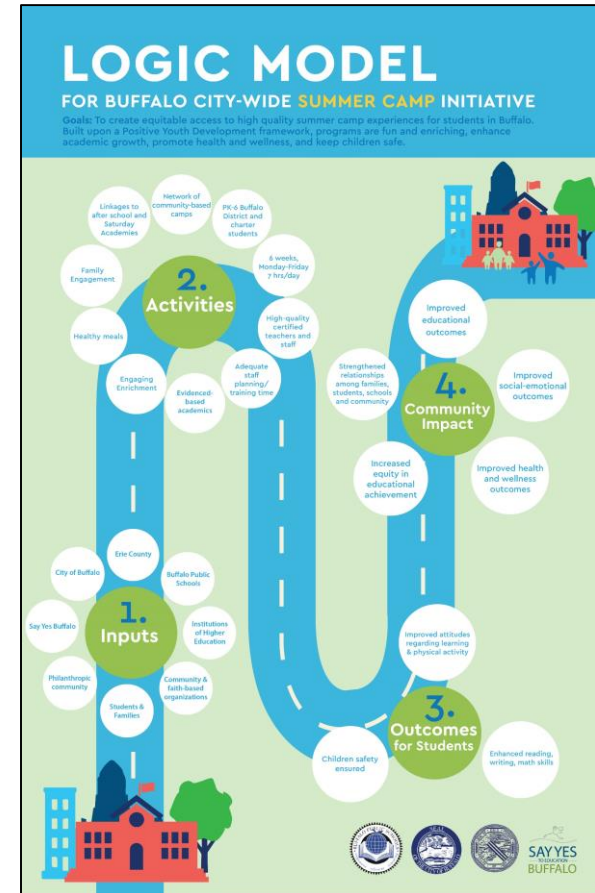 LOGIC MODEL
FOR BUFFALO CITY-WIDE SUMMER CAMP INITIATIVE
Goals: To create equitable access to high quality summer camp experiences for students in Buffalo.
Built upon a Positive Youth Development framework, programs are fun and enriching, enhance
academic growth, promote health and wellness, and keep children safe.
1.
Inputs
Erie County
City of Buffalo
Buffalo Public
Schools
Say Yes Buffalo
Institutions
of Higher
Education
Philanthropic
community
Community &
faith-based
organizations
Students &
Families
2.
Activities
Network of
community-based
camps
Linkages to
after school and
Saturday
Academies
PK-6 Buffalo
District and
charter
students
Family
Engagement
6 weeks,
Monday-Friday
7 hrs/day
Healthy meals
High-quality
certified
teachers and
staff
Engaging
Enrichment
Evidenced-
based
academics
Adequate
staff
planning/
training time
3.
Outcomes
for Students
Improved attitudes
regarding learning
& physical activity
Children safety
ensured
Enhanced reading,
writing, math skills
4.
Community
Impact
Improved
educational
outcomes
Strengthened
relationships
among families,
students, schools
and community
Improved
social-emotional
outcomes
Increased
equity in
educational
achievement
Improved health
and wellness
outcomes
SAY YES
TO EDUCATION
BUFFALO